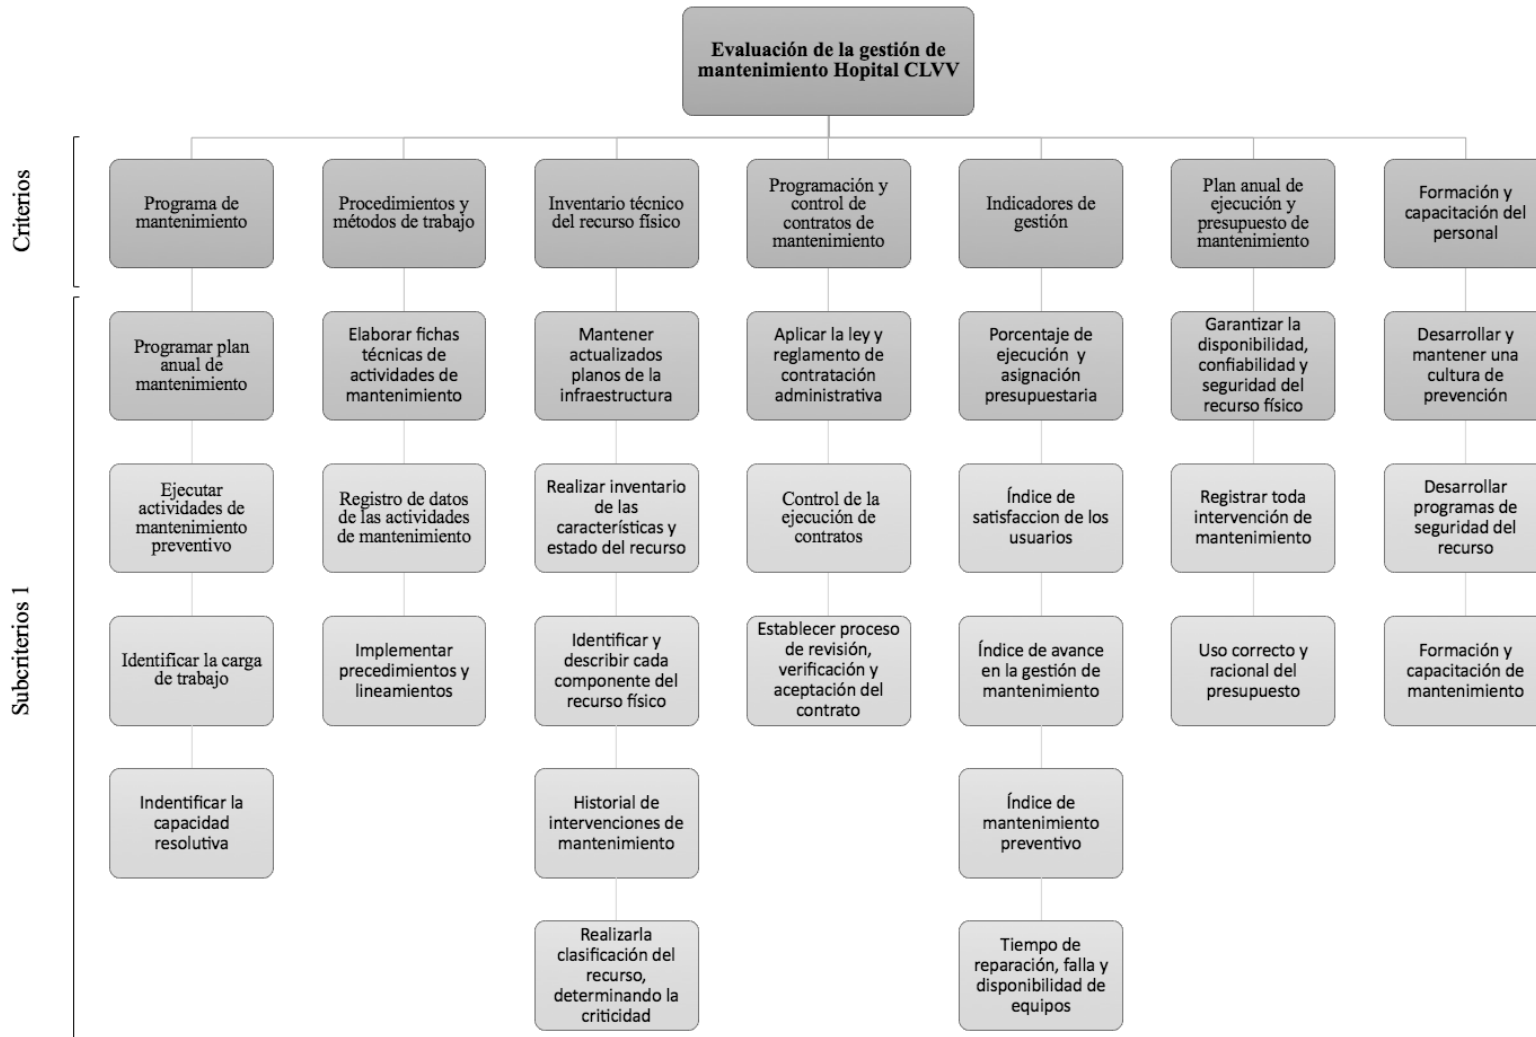 Evaluación de la gestión de
mantenimiento Hopital CLVV
Criterios
Programa de
mantenimiento
Procedimientos y
métodos de trabajo
Inventario técnico
del recurso físico
Programación y
control de
contratos de
mantenimiento
Indicadores de
gestión
Plan anual de
ejecución y
presupuesto de
mantenimiento
Formación y
capacitación del
personal
Subcriterios 1
Programar plan
anual de
mantenimiento
Elaborar fichas
técnicas de
actividades de
mantenimiento
Mantener
actualizados
planos de la
infraestructura
Aplicar la ley y
reglamento de
contratación
administrativa
Porcentaje de
ejecución y
asignación
presupuestaria
Garantizar la
disponibilidad,
confiabilidad y
seguridad del
recurso físico
Desarrollar y
mantener una
cultura de
prevención
Ejecutar
actividades de
mantenimiento
preventivo
Registro de datos
de las actividades
de mantenimiento
Realizar inventario
de las
características y
estado del recurso
Control de la
ejecución de
contratos
Índice de
satisfaccion de los
usuarios
Registrar toda
intervención de
mantenimiento
Desarrollar
programas de
seguridad del
recurso
Identificar la carga
de trabajo
Implementar
precedimientos y
lineamientos
Identificar y
describir cada
componente del
recurso físico
Establecer proceso
de revisión,
verificación y
aceptación del
contrato
Índice de avance
en la gestión de
mantenimiento
Uso correcto y
racional del
presupuesto
Formación y
capacitación de
mantenimiento
Indentificar la
capacidad
resolutiva
Historial de
intervenciones de
mantenimiento
Índice de
mantenimiento
preventivo
Realizarla
clasificación del
recurso,
determinando la
criticidad
Tiempo de
reparación, falla y
disponibilidad de
equipos